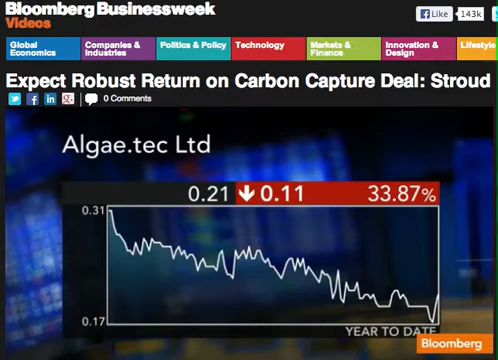 Bloomberg Businessweek
Videos
Like 143k
Global Economics
Companies & Industries
Politics & Policy
Technology
Markets & Finance
Innovation & Design
Lifestyle
Expect Robust Return on Carbon Capture Deal: Stroud
0 Comments
Algae.tec Ltd
0.21 0.11 33.87%
0.31
0.17
YEAR TO DATE
Bloomberg